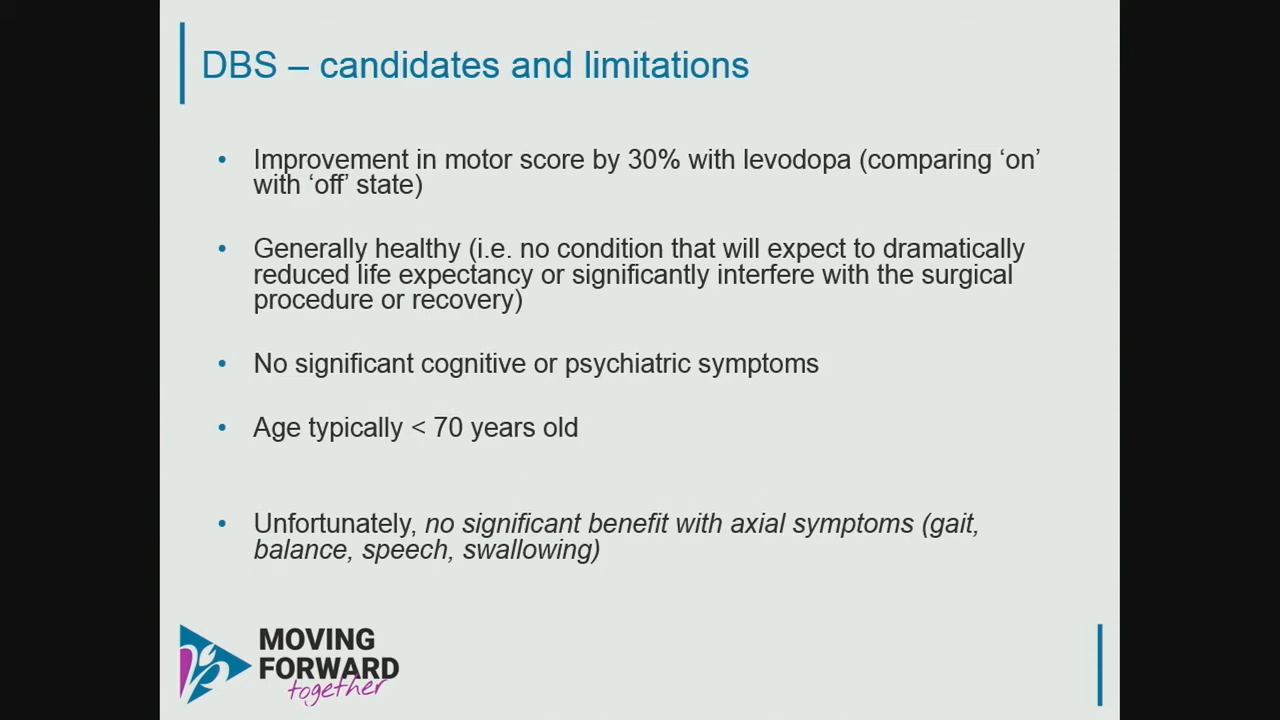 DBS – candidates and limitations
• Improvement in motor score by 30% with levodopa (comparing ‘on’
with ‘off’ state)
• Generally healthy (i.e. no condition that will expect to dramatically
reduced life expectancy or significantly interfere with the surgical
procedure or recovery)
• No significant cognitive or psychiatric symptoms
• Age typically < 70 years old
• Unfortunately, no significant benefit with axial symptoms (gait,
balance, speech, swallowing)
MOVING
FORWARD
together